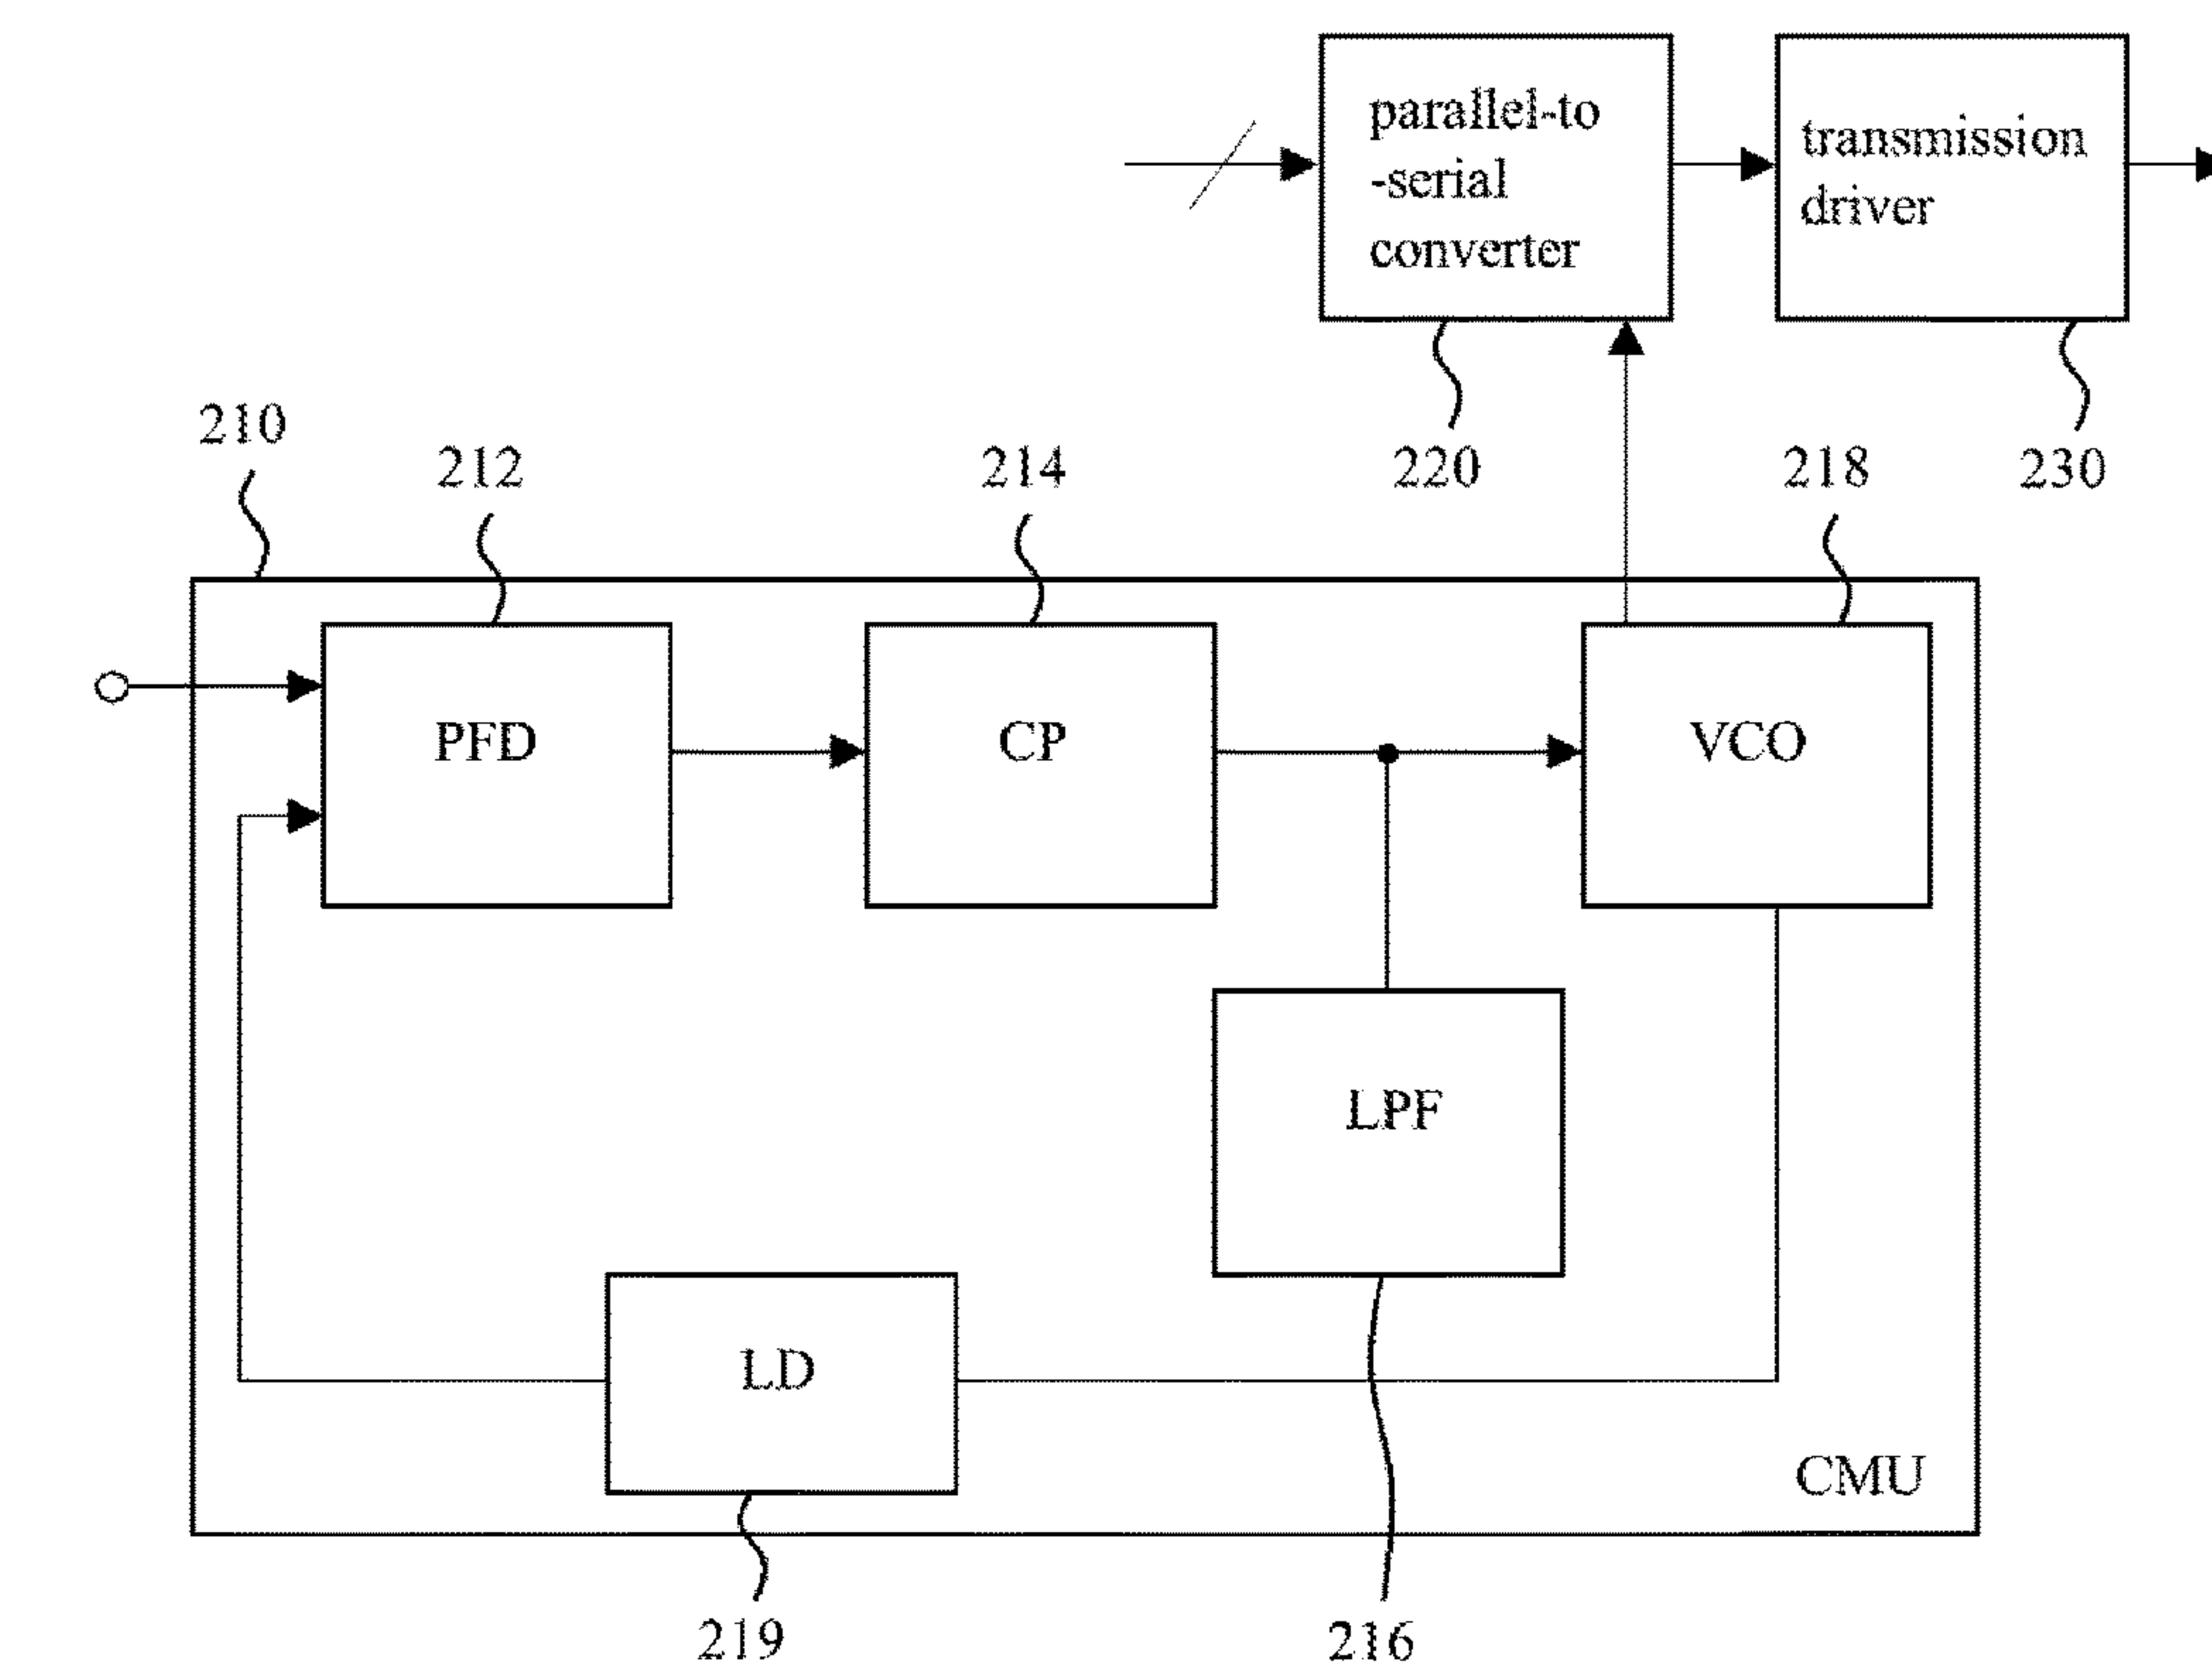 parallel-to
-serial
converter
transmission
driver
210
212
214
220
218
230
PFD
CP
VCO
LPF
LD
CMU
219
216